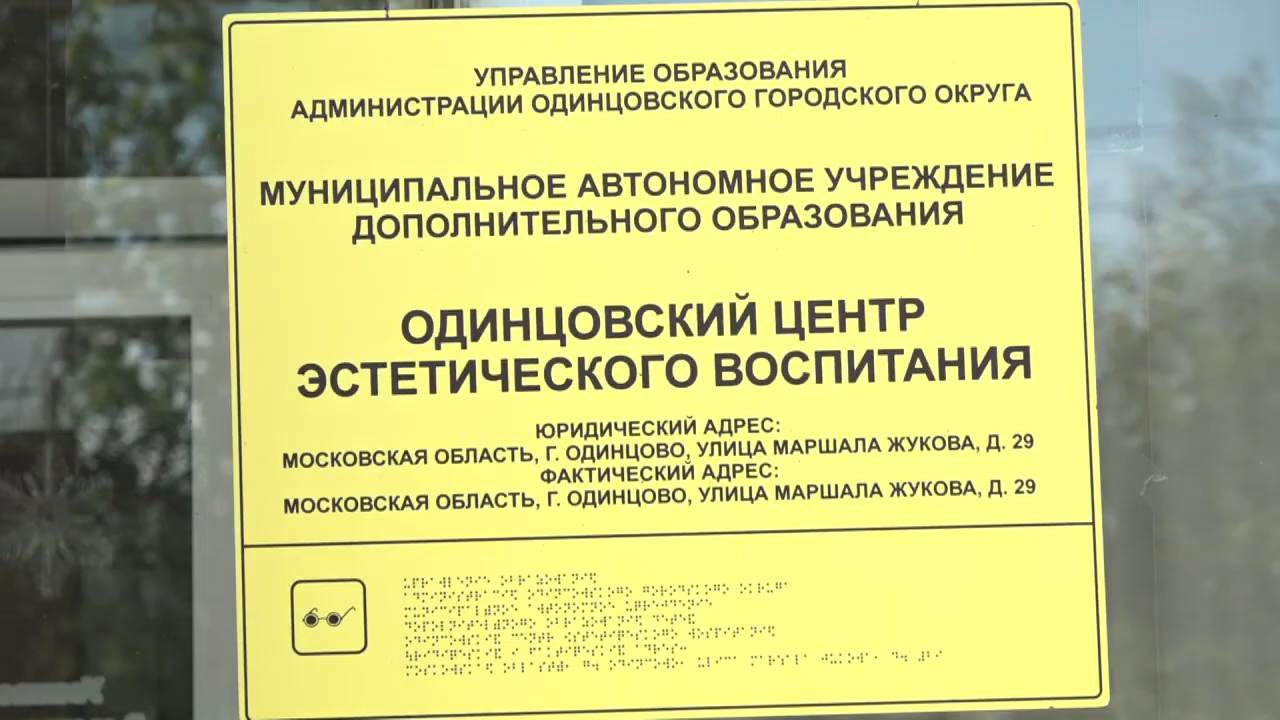 УПРАВЛЕНИЕ ОБРАЗОВАНИЯ
АДМИНИСТРАЦИИ ОДИНЦОВСКОГО ГОРОДСКОГО ОКРУГА
МУНИЦИПАЛЬНОЕ АВТОНОМНОЕ УЧРЕЖДЕНИЕ
ДОПОЛНИТЕЛЬНОГО ОБРАЗОВАНИЯ
ОДИНЦОВСКИЙ ЦЕНТР
ЭСТЕТИЧЕСКОГО ВОСПИТАНИЯ
ЮРИДИЧЕСКИЙ АДРЕС:
МОСКОВСКАЯ ОБЛАСТЬ, Г. ОДИНЦОВО, УЛИЦА МАРШАЛА ЖУКОВА, Д. 29
ФАКТИЧЕСКИЙ АДРЕС:
МОСКОВСКАЯ ОБЛАСТЬ, Г. ОДИНЦОВО, УЛИЦА МАРШАЛА ЖУКОВА, Д. 29